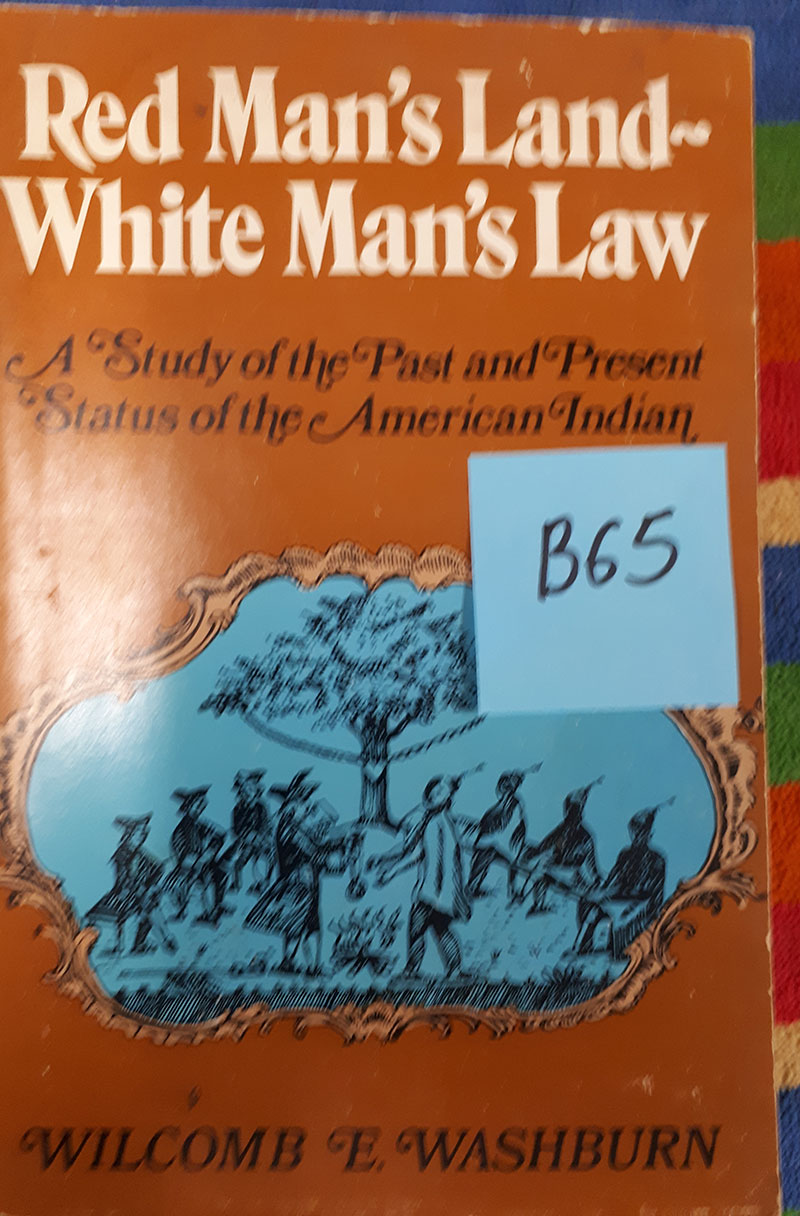 Red Man's Land~
White Man's Law
A Study of the Past and Present
Status of the American Indian
B65
WILCOMB E. WASHBURN